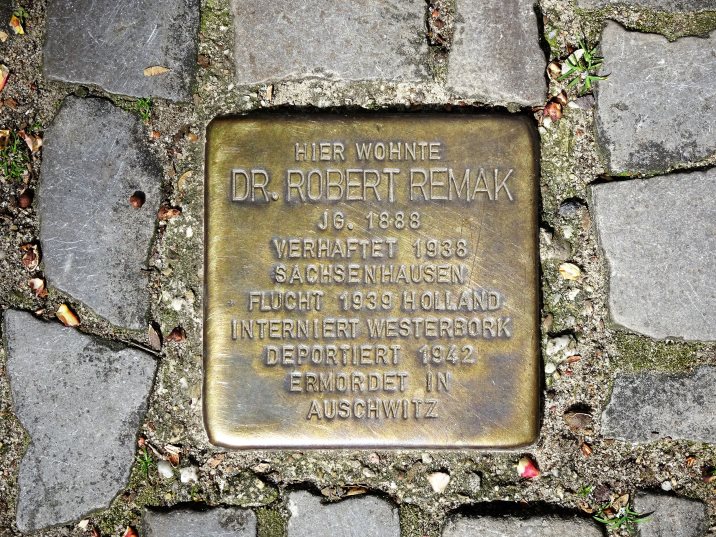 HIER WOHNTE
DR. ROBERT REMAK
JG. 1888
VERHAFTET 1938
SACHSENHAUSEN
FLUCHT 1939 HOLLAND
INTERNIERT WESTERBORK
DEPORTIERT 1942
ERMORDET IN
AUSCHWITZ